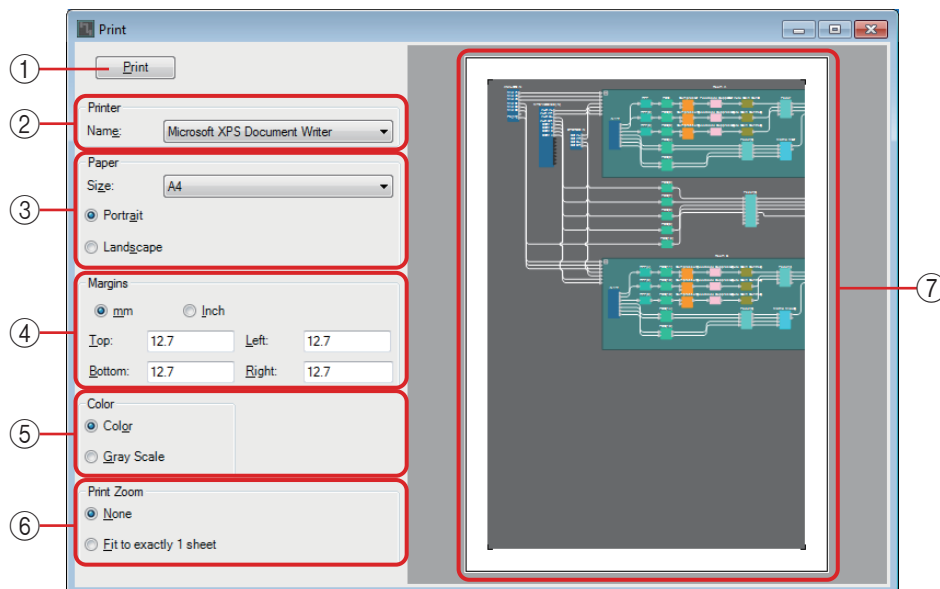 Print
① Print
② Printer
Name: Microsoft XPS Document Writer
③ Paper
Size: A4
Portrait
Landscape
④ Margins
mm Inch
Top: 12.7 Left: 12.7
Bottom: 12.7 Right: 12.7
⑤ Color
Color
Gray Scale
⑥ Print Zoom
None
Fit to exactly 1 sheet
⑦